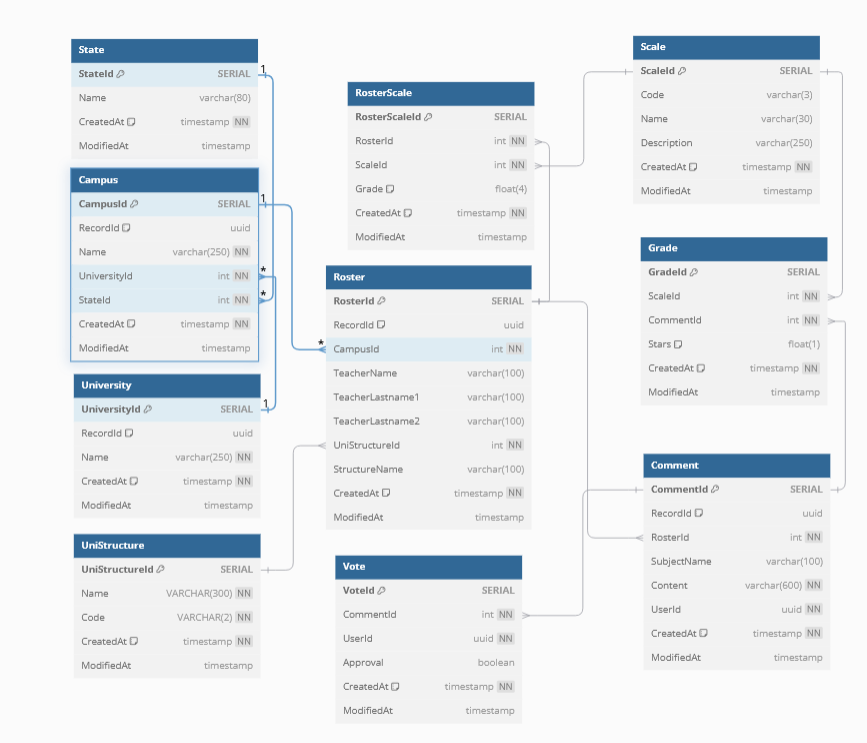 State
StateId SERIAL
Name varchar(80)
CreatedAt timestamp NN
ModifiedAt timestamp
1
Campus
CampusId SERIAL
RecordId uuid
Name varchar(250) NN
UniversityId int NN
StateId int NN
CreatedAt timestamp NN
ModifiedAt timestamp
1
*
*
University
UniversityId SERIAL
RecordId uuid
Name varchar(250) NN
CreatedAt timestamp NN
ModifiedAt timestamp
1
UniStructure
UniStructureId SERIAL
Name VARCHAR(300) NN
Code VARCHAR(2) NN
CreatedAt timestamp NN
ModifiedAt timestamp
RosterScale
RosterScaleId SERIAL
RosterId int NN
ScaleId int NN
Grade float(4)
CreatedAt timestamp NN
ModifiedAt timestamp
Roster
RosterId SERIAL
RecordId uuid
*
CampusId int NN
TeacherName varchar(100)
TeacherLastname1 varchar(100)
TeacherLastname2 varchar(100)
UniStructureId int NN
StructureName varchar(100)
CreatedAt timestamp NN
ModifiedAt timestamp
Vote
VoteId SERIAL
CommentId int NN
UserId uuid NN
Approval boolean
CreatedAt timestamp NN
ModifiedAt timestamp
Scale
ScaleId SERIAL
Code varchar(3)
Name varchar(30)
Description varchar(250)
CreatedAt timestamp NN
ModifiedAt timestamp
Grade
GradeId SERIAL
ScaleId int NN
CommentId int NN
Stars float(1)
CreatedAt timestamp NN
ModifiedAt timestamp
Comment
CommentId SERIAL
RecordId uuid
RosterId int NN
SubjectName varchar(100)
Content varchar(600) NN
UserId uuid NN
CreatedAt timestamp NN
ModifiedAt timestamp